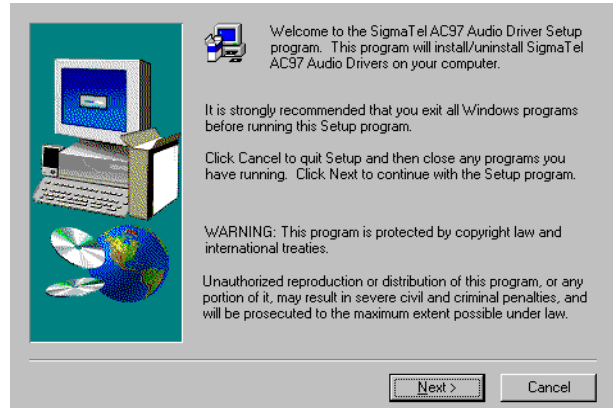 Welcome to the SigmaTel AC97 Audio Driver Setup
program.  This program will install/uninstall SigmaTel
AC97 Audio Drivers on your computer.
It is strongly recommended that you exit all Windows programs
before running this Setup program.
Click Cancel to quit Setup and then close any programs you
have running.  Click Next to continue with the Setup program.
WARNING: This program is protected by copyright law and
international treaties.
Unauthorized reproduction or distribution of this program, or any
portion of it, may result in severe civil and criminal penalties, and
will be prosecuted to the maximum extent possible under law.
Next >
Cancel